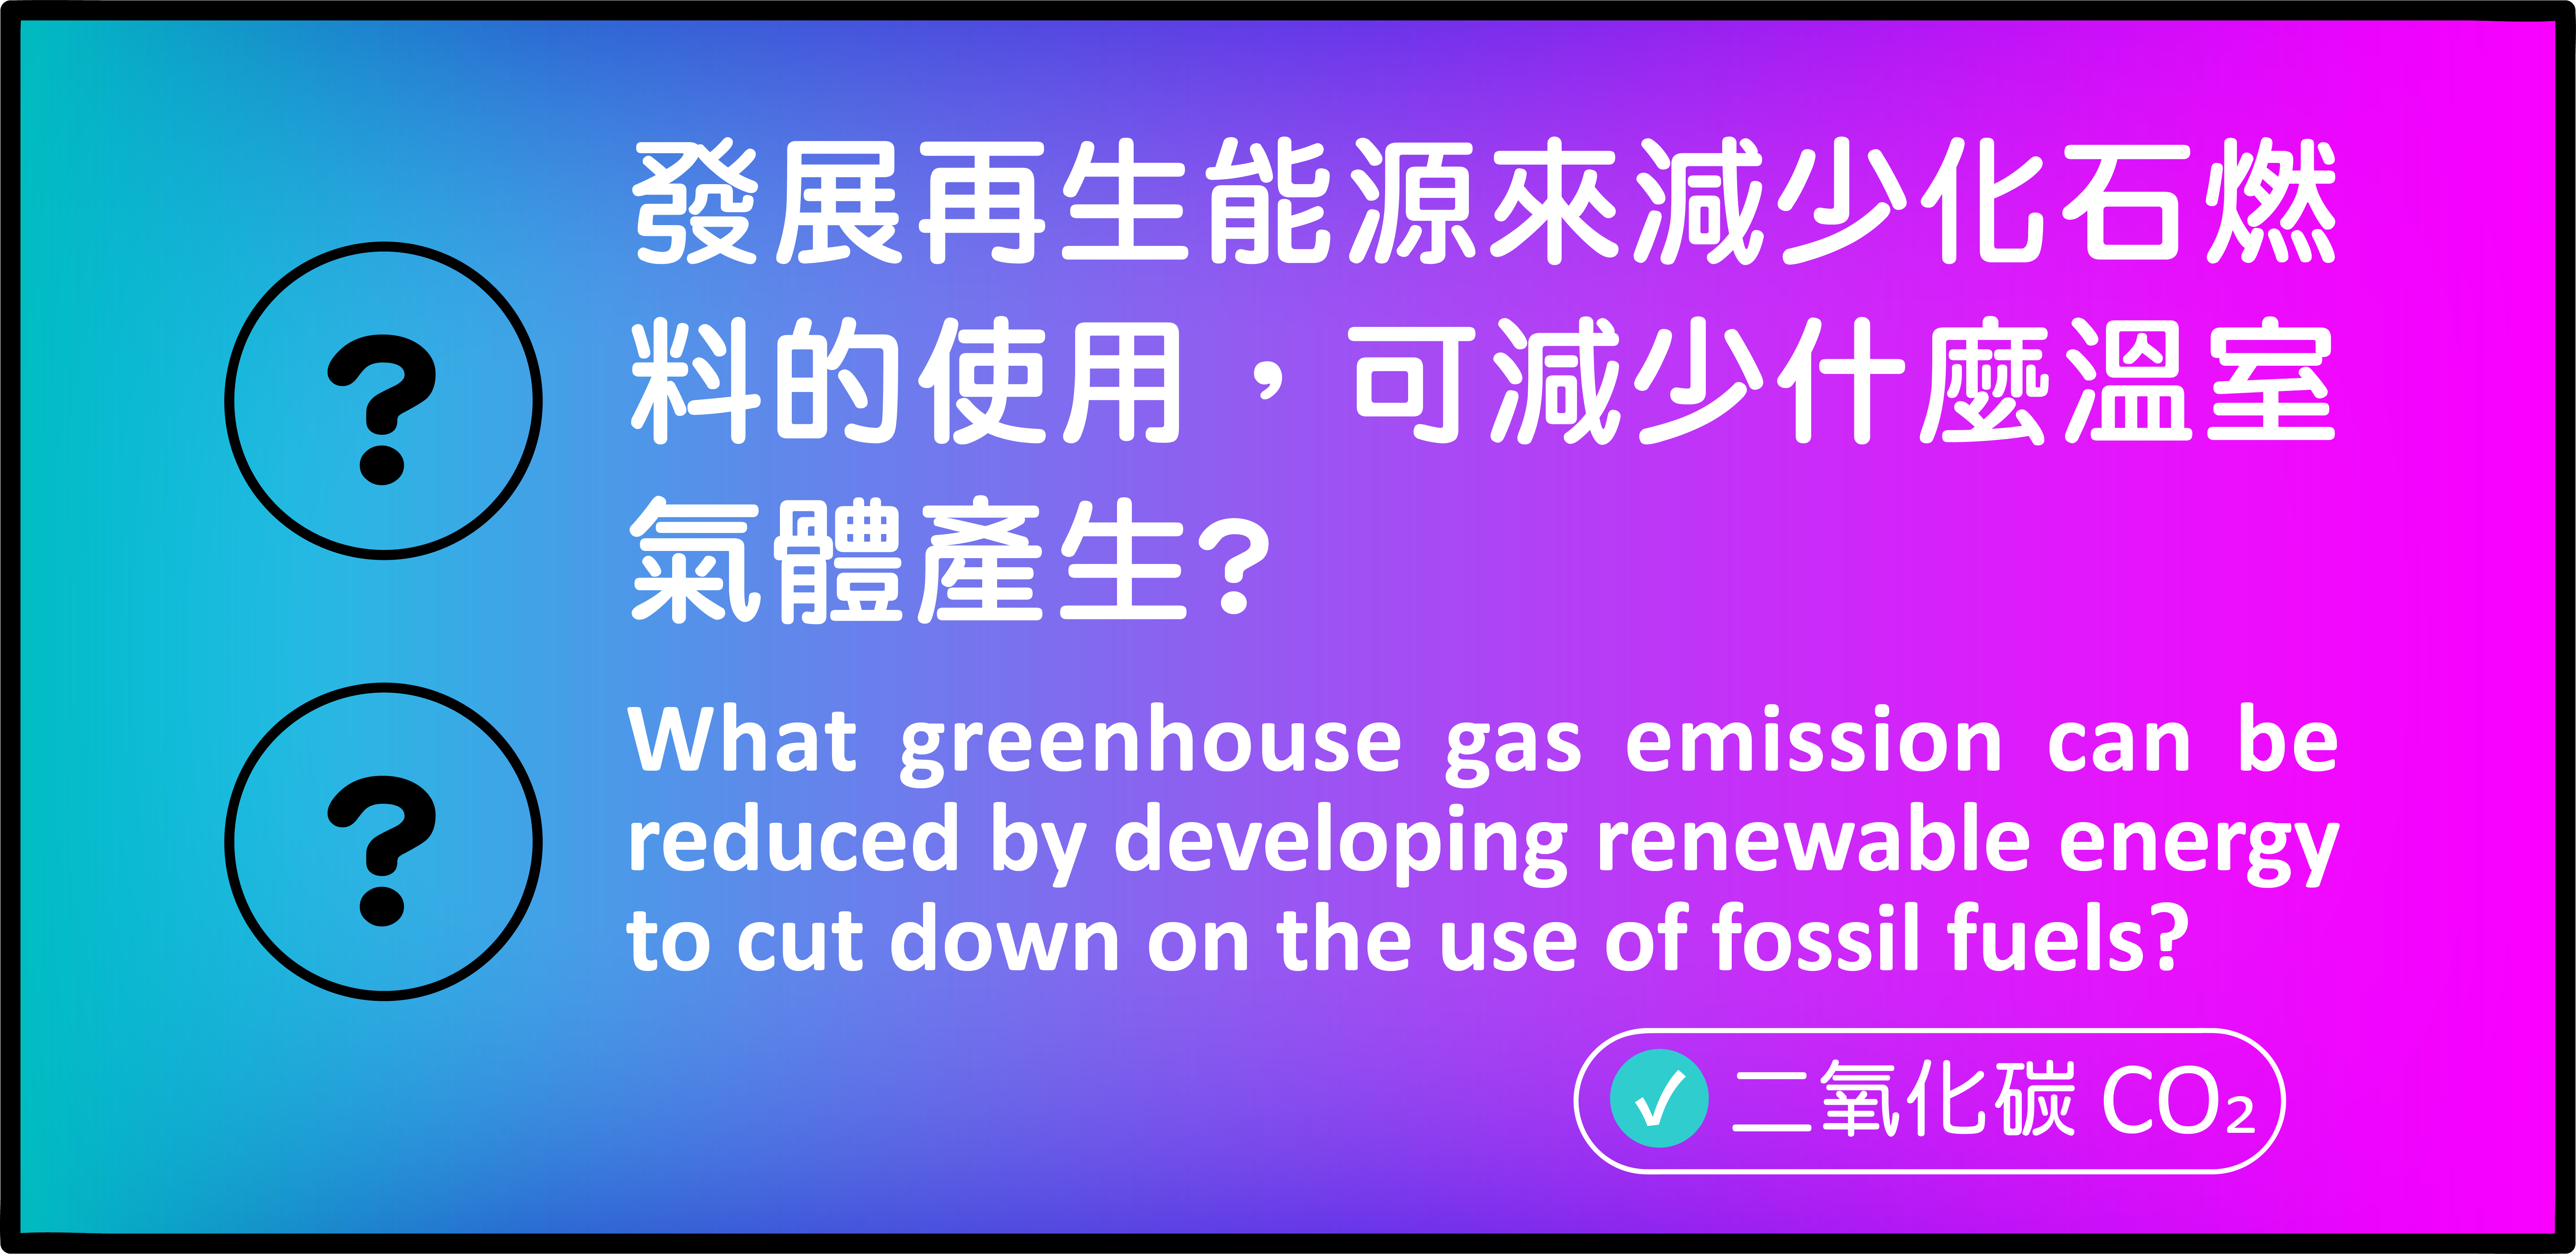 發展再生能源來減少化石燃
料的使用，可減少什麼溫室
氣體產生?
What greenhouse gas emission can be
reduced by developing renewable energy
to cut down on the use of fossil fuels?
二氧化碳 CO₂